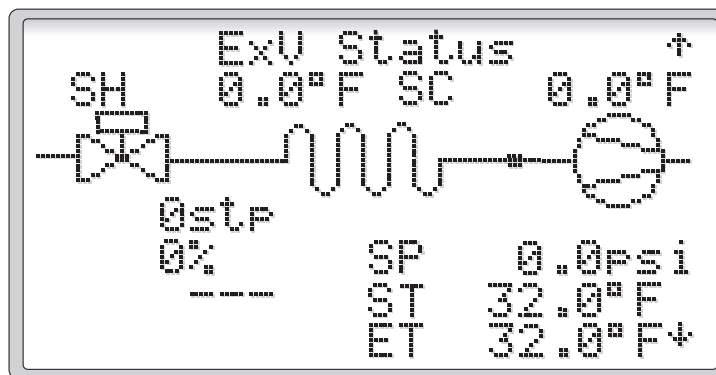 ExV Status ↑
SH 0.0°F SC 0.0°F
0stp
0% SP 0.0psi
--- ST 32.0°F
ET 32.0°F↓